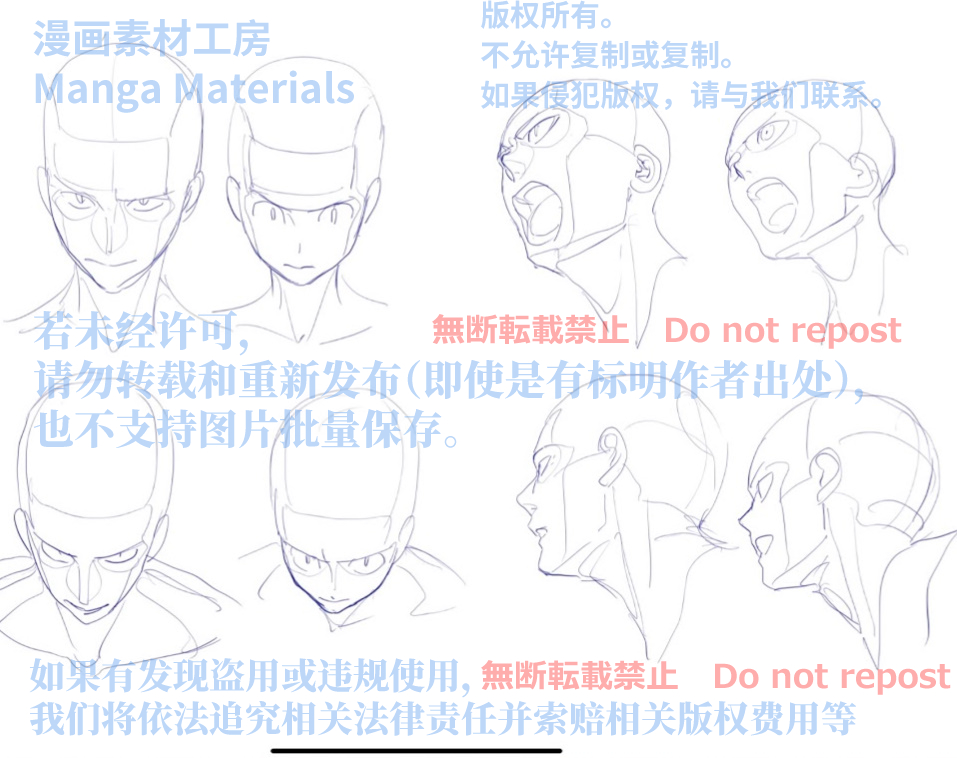 漫画素材工房
Manga Materials
版权所有。
不允许复制或复制。
如果侵犯版权，请与我们联系。
若未经许可,
無断転載禁止 Do not repost
请勿转载和重新发布(即使是有标明作者出处),
也不支持图片批量保存。
如果有发现盗用或违规使用,
無断転載禁止 Do not repost
我们将依法追究相关法律责任并索赔相关版权费用等